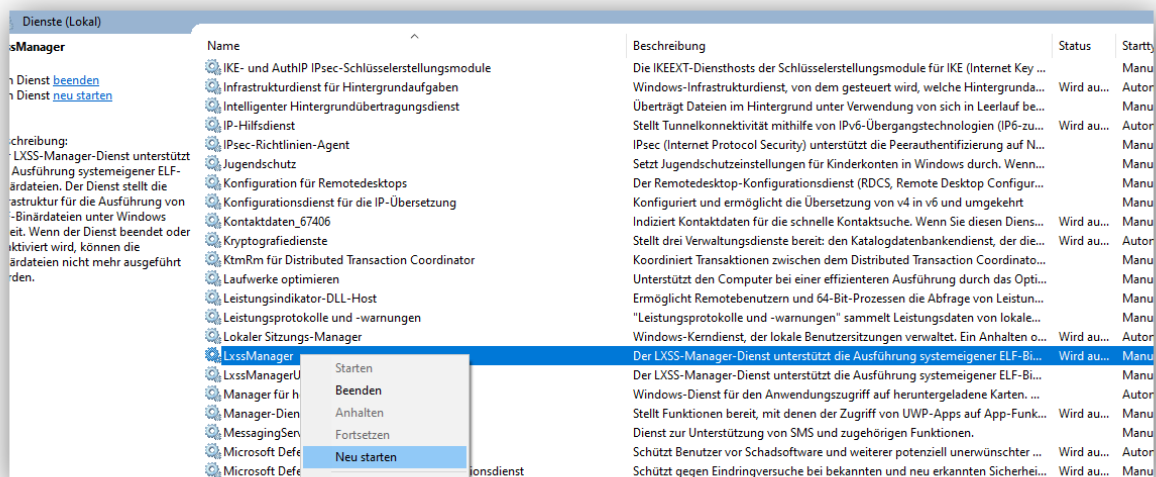 Dienste (Lokal)
sManager
n Dienst beenden
n Dienst neu starten
chreibung:
LXSS-Manager-Dienst unterstützt
Ausführung systemeigener ELF-
ärdateien. Der Dienst stellt die
rastruktur für die Ausführung von
-Binärdateien unter Windows
eit. Wenn der Dienst beendet oder
ktiviert wird, können die
ärdateien nicht mehr ausgeführt
rden.
Name Beschreibung Status Startty
IKE- und AuthIP IPsec-Schlüsselerstellungsmodule Die IKEEXT-Diensthosts der Schlüsselerstellungsmodule für IKE (Internet Key ... Manu
Infrastrukturdienst für Hintergrundaufgaben Windows-Infrastrukturdienst, von dem gesteuert wird, welche Hintergrunda... Wird au... Autor
Intelligenter Hintergrundübertragungsdienst Überträgt Dateien im Hintergrund unter Verwendung von sich in Leerlauf be... Manu
IP-Hilfsdienst Stellt Tunnelkonnektivität mithilfe von IPv6-Übergangstechnologien (IP6-zu... Wird au... Autor
IPsec-Richtlinien-Agent IPsec (Internet Protocol Security) unterstützt die Peerauthentifizierung auf N... Manu
Jugendschutz Setzt Jugendschutzeinstellungen für Kinderkonten in Windows durch. Wenn... Manu
Konfiguration für Remotedesktops Der Remotedesktop-Konfigurationsdienst (RDCS, Remote Desktop Configur... Manu
Konfigurationsdienst für die IP-Übersetzung Konfiguriert und ermöglicht die Übersetzung von v4 in v6 und umgekehrt Manu
Kontaktdaten_67406 Indiziert Kontaktdaten für die schnelle Kontaktsuche. Wenn Sie diesen Diens... Wird au... Manu
Kryptografiedienste Stellt drei Verwaltungsdienste bereit: den Katalogdatenbankendienst, der die... Wird au... Autor
KtmRm für Distributed Transaction Coordinator Koordiniert Transaktionen zwischen dem Distributed Transaction Coordinato... Manu
Laufwerke optimieren Unterstützt den Computer bei einer effizienteren Ausführung durch das Opti... Manu
Leistungsindikator-DLL-Host Ermöglicht Remotebenutzern und 64-Bit-Prozessen die Abfrage von Leistun... Manu
Leistungsprotokolle und -warnungen "Leistungsprotokolle und -warnungen" sammelt Leistungsdaten von lokale... Manu
Lokaler Sitzungs-Manager Windows-Kerndienst, der lokale Benutzersitzungen verwaltet. Ein Anhalten o... Wird au... Autor
LxssManager Der LXSS-Manager-Dienst unterstützt die Ausführung systemeigener ELF-Bi... Wird au... Manu
LxssManagerU Der LXSS-Manager-Dienst unterstützt die Ausführung systemeigener ELF-Bi... Manu
Manager für h Windows-Dienst für den Anwendungszugriff auf heruntergeladene Karten. ... Autor
Manager-Dien Stellt Funktionen bereit, mit denen der Zugriff von UWP-Apps auf App-Funk... Wird au... Manu
MessagingServ Dienst zur Unterstützung von SMS und zugehörigen Funktionen. Manu
Microsoft Defe Schützt Benutzer vor Schadsoftware und weiterer potenziell unerwünschter ... Wird au... Autor
Microsoft Defe ionsdienst Schützt gegen Eindringversuche bei bekannten und neu erkannten Sicherhei... Wird au... Manu
Starten
Beenden
Anhalten
Fortsetzen
Neu starten